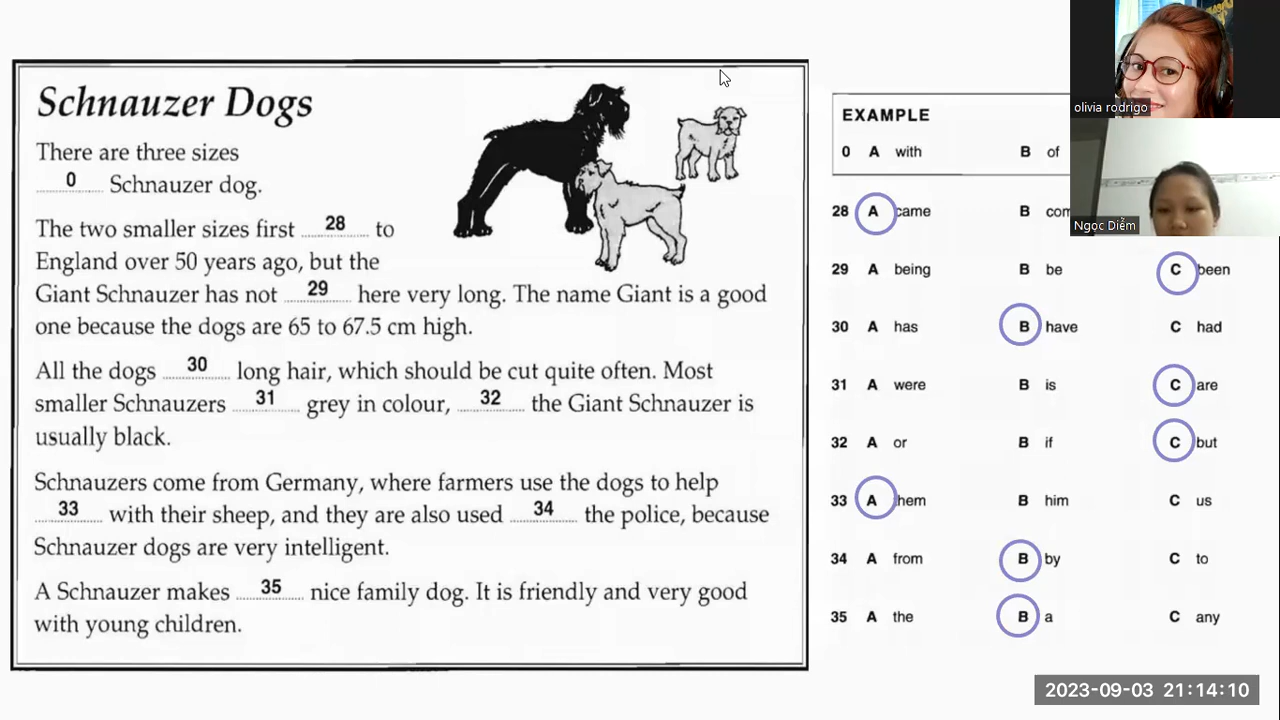 Schnauzer Dogs
There are three sizes
0 Schnauzer dog.
The two smaller sizes first 28 to
England over 50 years ago, but the
Giant Schnauzer has not 29 here very long. The name Giant is a good
one because the dogs are 65 to 67.5 cm high.
All the dogs 30 long hair, which should be cut quite often. Most
smaller Schnauzers 31 grey in colour, 32 the Giant Schnauzer is
usually black.
Schnauzers come from Germany, where farmers use the dogs to help
33 with their sheep, and they are also used 34 the police, because
Schnauzer dogs are very intelligent.
A Schnauzer makes 35 nice family dog. It is friendly and very good
with young children.
EXAMPLE
0 A with B of
28 A came B
29 A being B be C been
30 A has B have C had
31 A were B is C are
32 A or B if C but
33 A them B him C us
34 A from B by C to
35 A the B a C any
olivia rodrigo
Ngọc Diễm
2023-09-03 21:14:10